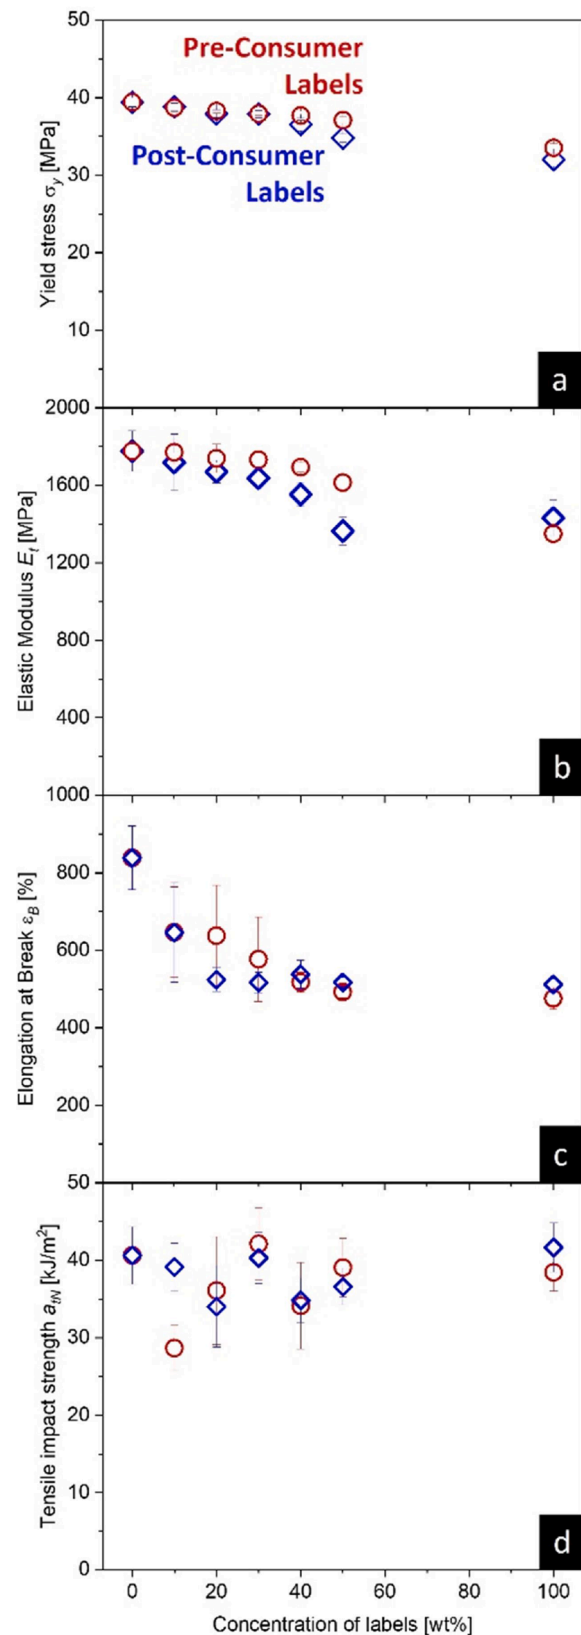 50
Pre-Consumer
Labels
40
Post-Consumer
Labels
30
20
10
Yield stress σy [MPa]
a
2000
1600
1200
800
400
Elastic Modulus Et [MPa]
b
1000
800
600
400
200
Elongation at Break εB [%]
c
50
40
30
20
10
0
Tensile impact strength atN [kJ/m²]
d
0 20 40 60 80 100
Concentration of labels [wt%]